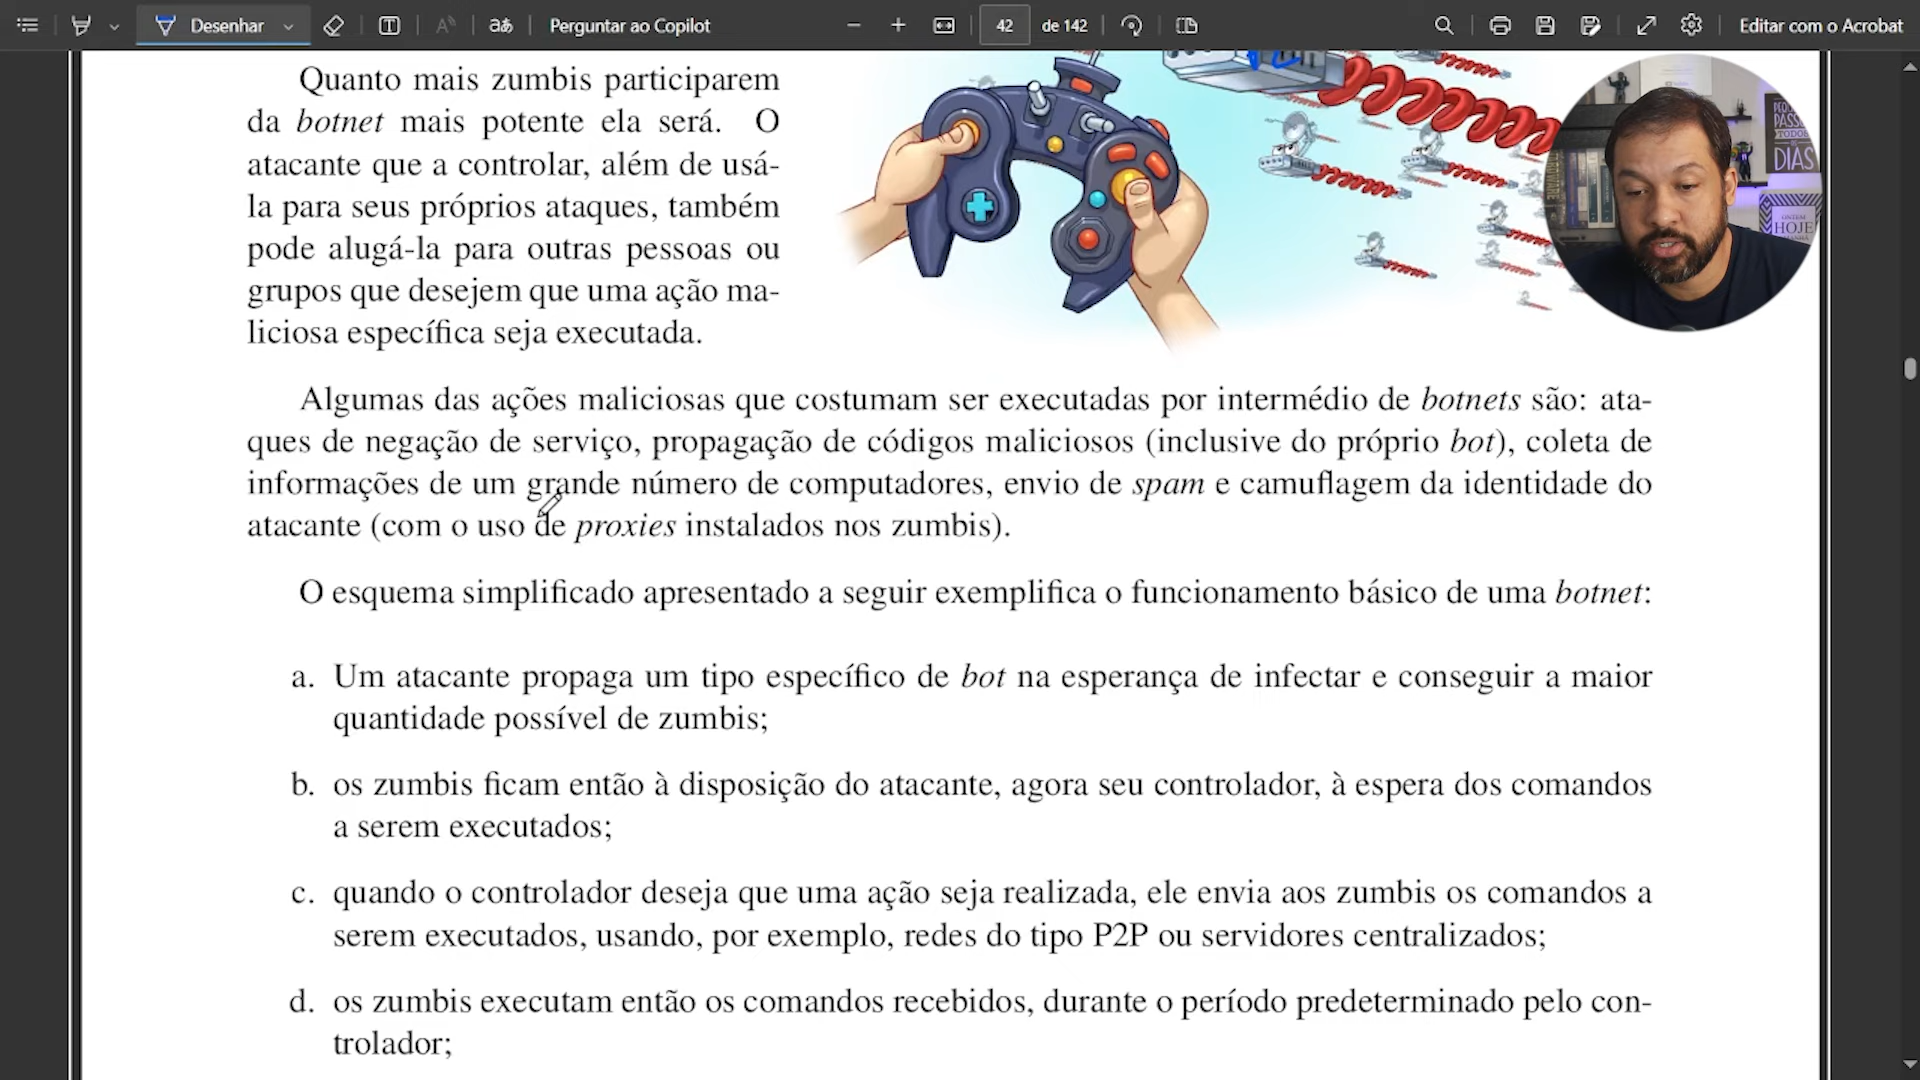 Desenhar
aあ
Perguntar ao Copilot
42
de 142
Editar com o Acrobat
Quanto mais zumbis participarem
da botnet mais potente ela será. O
atacante que a controlar, além de usá-
la para seus próprios ataques, também
pode alugá-la para outras pessoas ou
grupos que desejem que uma ação ma-
liciosa específica seja executada.
PASS
TODOS
DIAS
ONTEM
HOJE
Algumas das ações maliciosas que costumam ser executadas por intermédio de botnets são: ata-
ques de negação de serviço, propagação de códigos maliciosos (inclusive do próprio bot), coleta de
informações de um grande número de computadores, envio de spam e camuflagem da identidade do
atacante (com o uso de proxies instalados nos zumbis).
O esquema simplificado apresentado a seguir exemplifica o funcionamento básico de uma botnet:
a. Um atacante propaga um tipo específico de bot na esperança de infectar e conseguir a maior
quantidade possível de zumbis;
b. os zumbis ficam então à disposição do atacante, agora seu controlador, à espera dos comandos
a serem executados;
c. quando o controlador deseja que uma ação seja realizada, ele envia aos zumbis os comandos a
serem executados, usando, por exemplo, redes do tipo P2P ou servidores centralizados;
d. os zumbis executam então os comandos recebidos, durante o período predeterminado pelo con-
trolador;